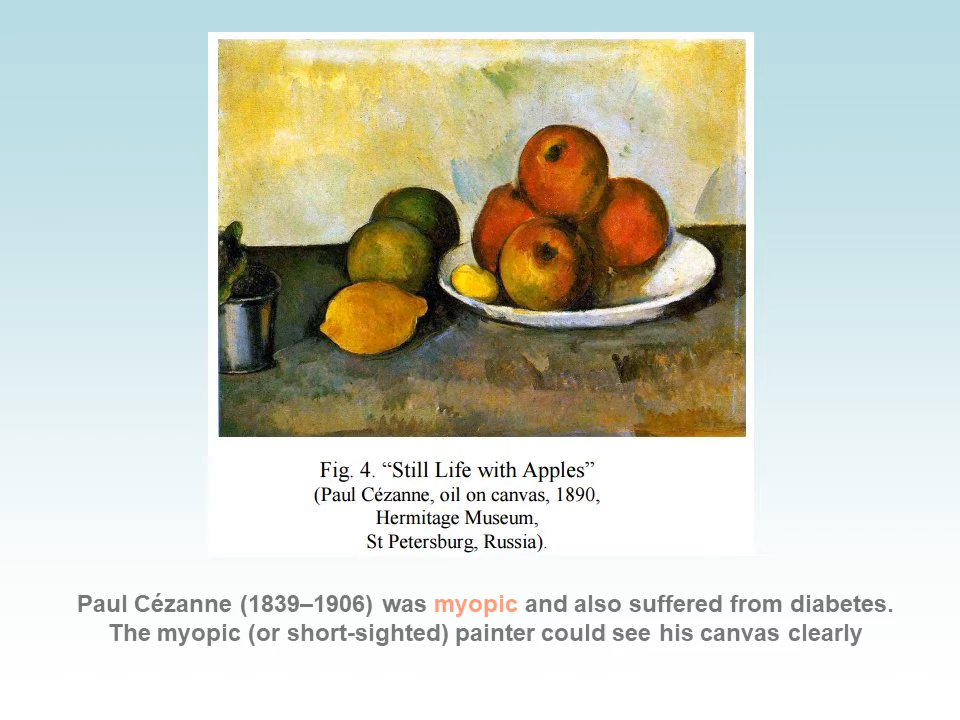 Fig. 4. “Still Life with Apples”
(Paul Cézanne, oil on canvas, 1890,
Hermitage Museum,
St Petersburg, Russia).
Paul Cézanne (1839–1906) was myopic and also suffered from diabetes.
The myopic (or short-sighted) painter could see his canvas clearly